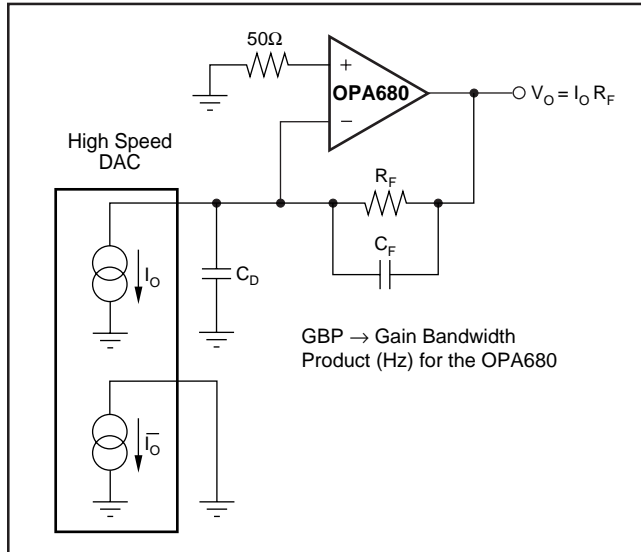 50Ω
+
OPA680
−
V_O = I_O R_F
High Speed
DAC
R_F
C_F
I_O
C_D
GBP → Gain Bandwidth
Product (Hz) for the OPA680
I̅_O